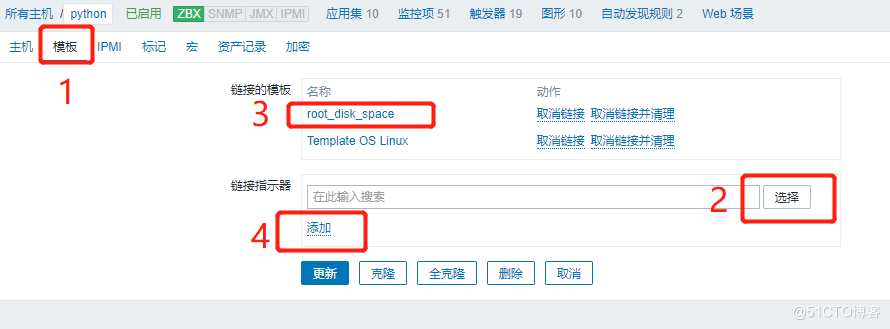 所有主机 / python 已启用 ZBX SNMP JMX IPMI 应用集 10 监控项 51 触发器 19 图形 10 自动发现规则 2 Web 场景
主机 模板 IPMI 标记 宏 资产记录 加密
1
链接的模板 名称 动作
3 root_disk_space 取消链接 取消链接并清理
Template OS Linux 取消链接 取消链接并清理
链接指示器 在此输入搜索 2 选择
4 添加
更新 克隆 全克隆 删除 取消
@51CTO博客